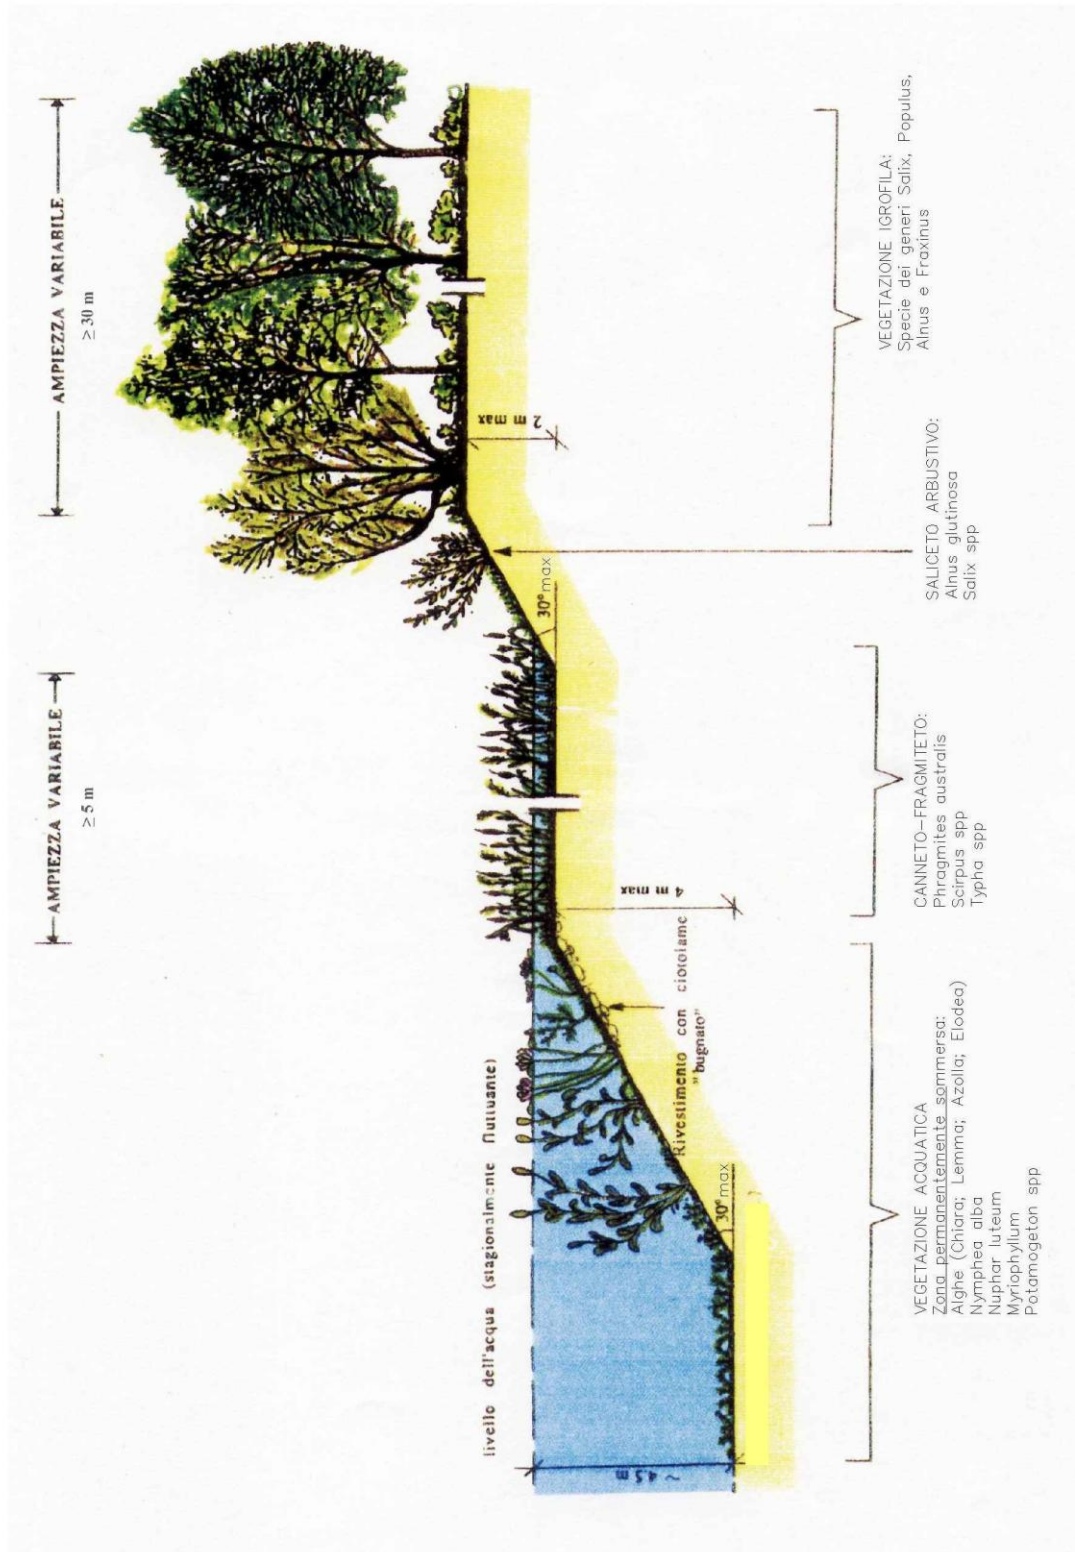 AMPIEZZA VARIABILE
≥ 5 m
AMPIEZZA VARIABILE
≥ 30 m
livello dell'acqua (stagionalmente fluttuante)
~ 4.5 m
30° max
Rivestimento con ciotolame
"bugnato"
4 m max
30° max
2 m max
VEGETAZIONE ACQUATICA
Zona permanentemente sommersa:
Alghe (Chiara; Lemma; Azolla; Elodea)
Nymphea alba
Nuphar luteum
Myriophyllum
Potamogeton spp
CANNETO-FRAGMITETO:
Phragmites australis
Scirpus spp
Typha spp
SALICETO ARBUSTIVO:
Alnus glutinosa
Salix spp
VEGETAZIONE IGROFILA:
Specie dei generi Salix, Populus,
Alnus e Fraxinus